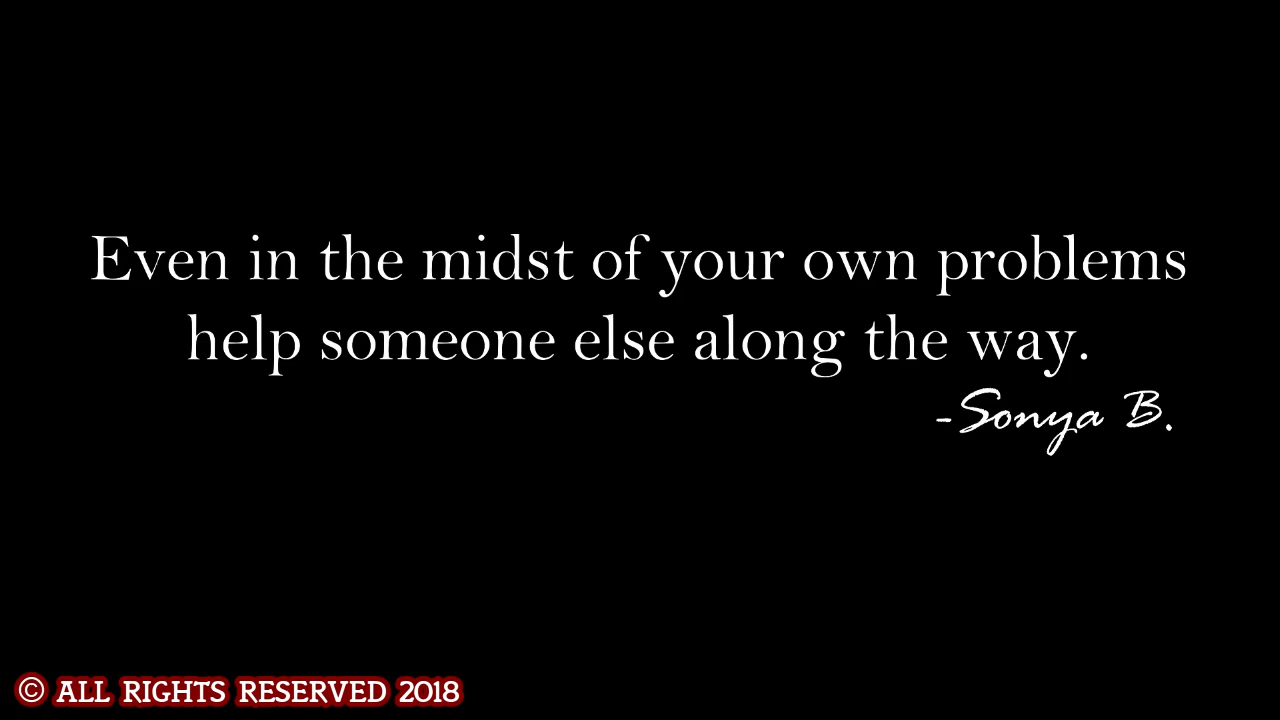 Even in the midst of your own problems
help someone else along the way.
-Sonya B.
© ALL RIGHTS RESERVED 2018